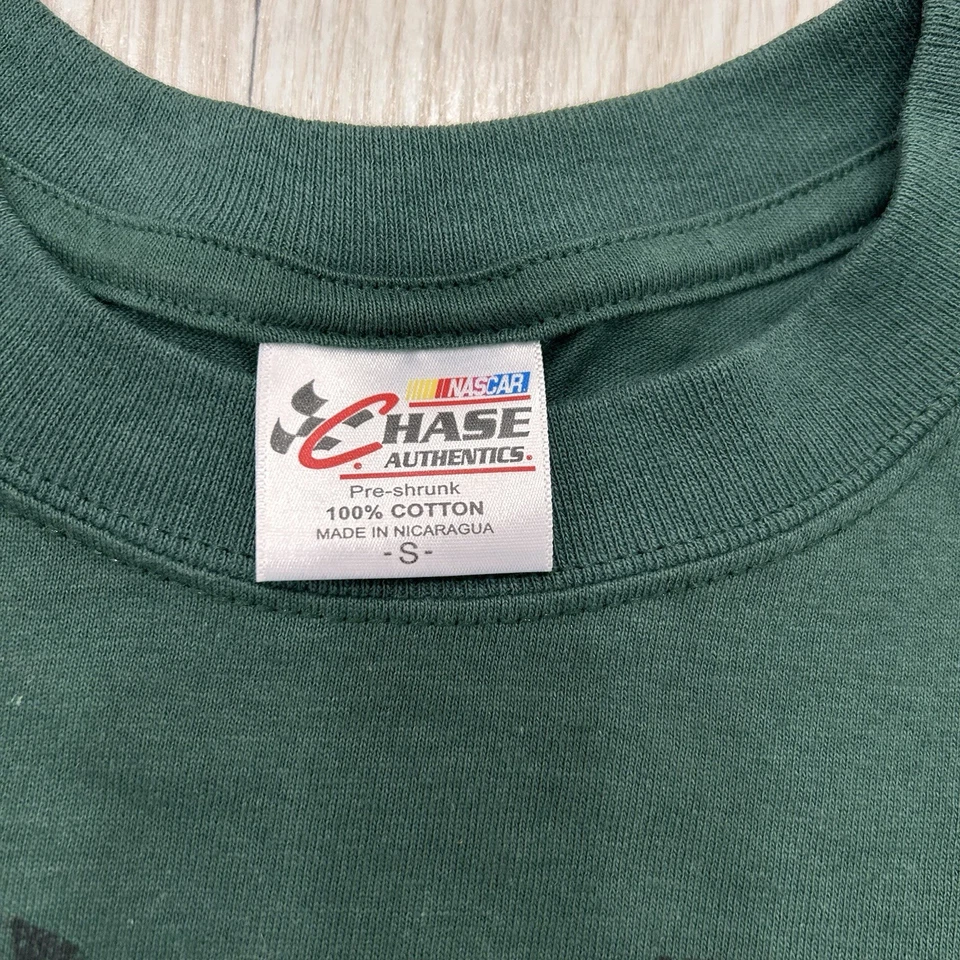 NASCAR.
CHASE
AUTHENTICS.
Pre-shrunk
100% COTTON
MADE IN NICARAGUA
- S -